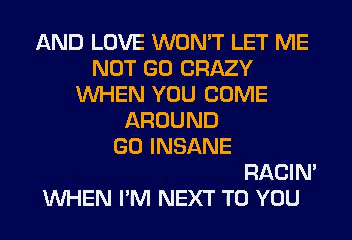 AND LOVE WON'T LET ME
NOT GO CRAZY
WHEN YOU COME
AROUND
GO INSANE
RACIN'
WHEN I'M NEXT TO YOU